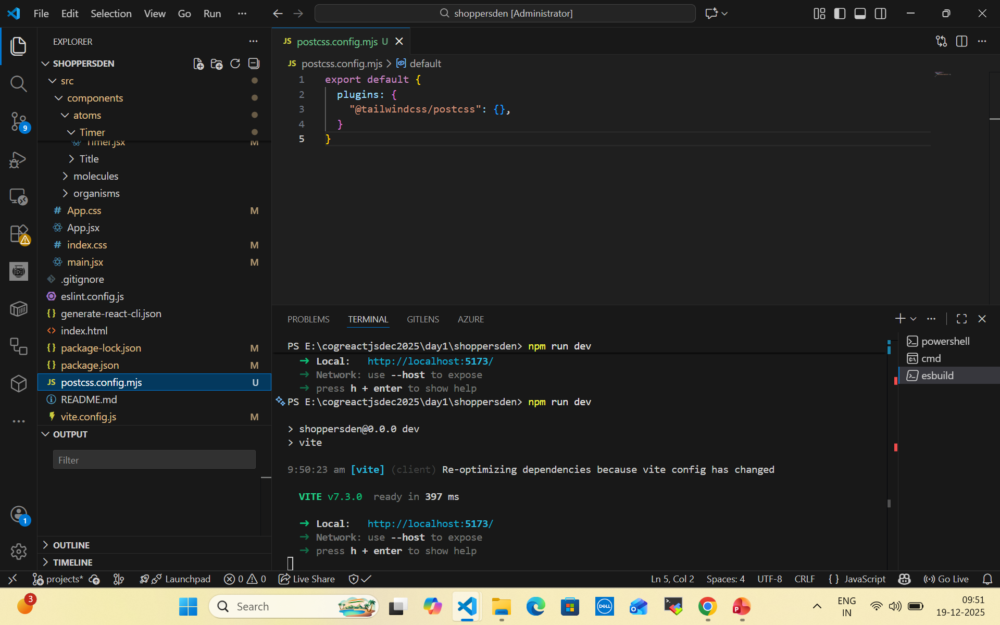 File Edit Selection View Go Run
shoppersden [Administrator]
EXPLORER
SHOPPERSDEN
src
components
atoms
Timer
Timer.jsx M
Title
molecules
organisms
App.css M
App.jsx
index.css M
main.jsx M
.gitignore
eslint.config.js
generate-react-cli.json
index.html
package-lock.json M
package.json M
postcss.config.mjs U
README.md
vite.config.js M
OUTPUT
Filter
OUTLINE
TIMELINE
9
1
JS postcss.config.mjs U
JS postcss.config.mjs > default
1 export default {
2 plugins: {
3 "@tailwindcss/postcss": {},
4 }
5 }
PROBLEMS TERMINAL GITLENS AZURE
PS E:\cogreactjsdec2025\day1\shoppersden> npm run dev
➜ Local: http://localhost:5173/
➜ Network: use --host to expose
➜ press h + enter to show help
PS E:\cogreactjsdec2025\day1\shoppersden> npm run dev
> shoppersden@0.0.0 dev
> vite
9:50:23 am [vite] (client) Re-optimizing dependencies because vite config has changed
VITE v7.3.0 ready in 397 ms
➜ Local: http://localhost:5173/
➜ Network: use --host to expose
➜ press h + enter to show help
powershell
cmd
esbuild
projects* Launchpad 0 0 Live Share Ln 5, Col 2 Spaces: 4 UTF-8 CRLF { } JavaScript Go Live
3
Search
DELL
ENG
IN
09:51
19-12-2025